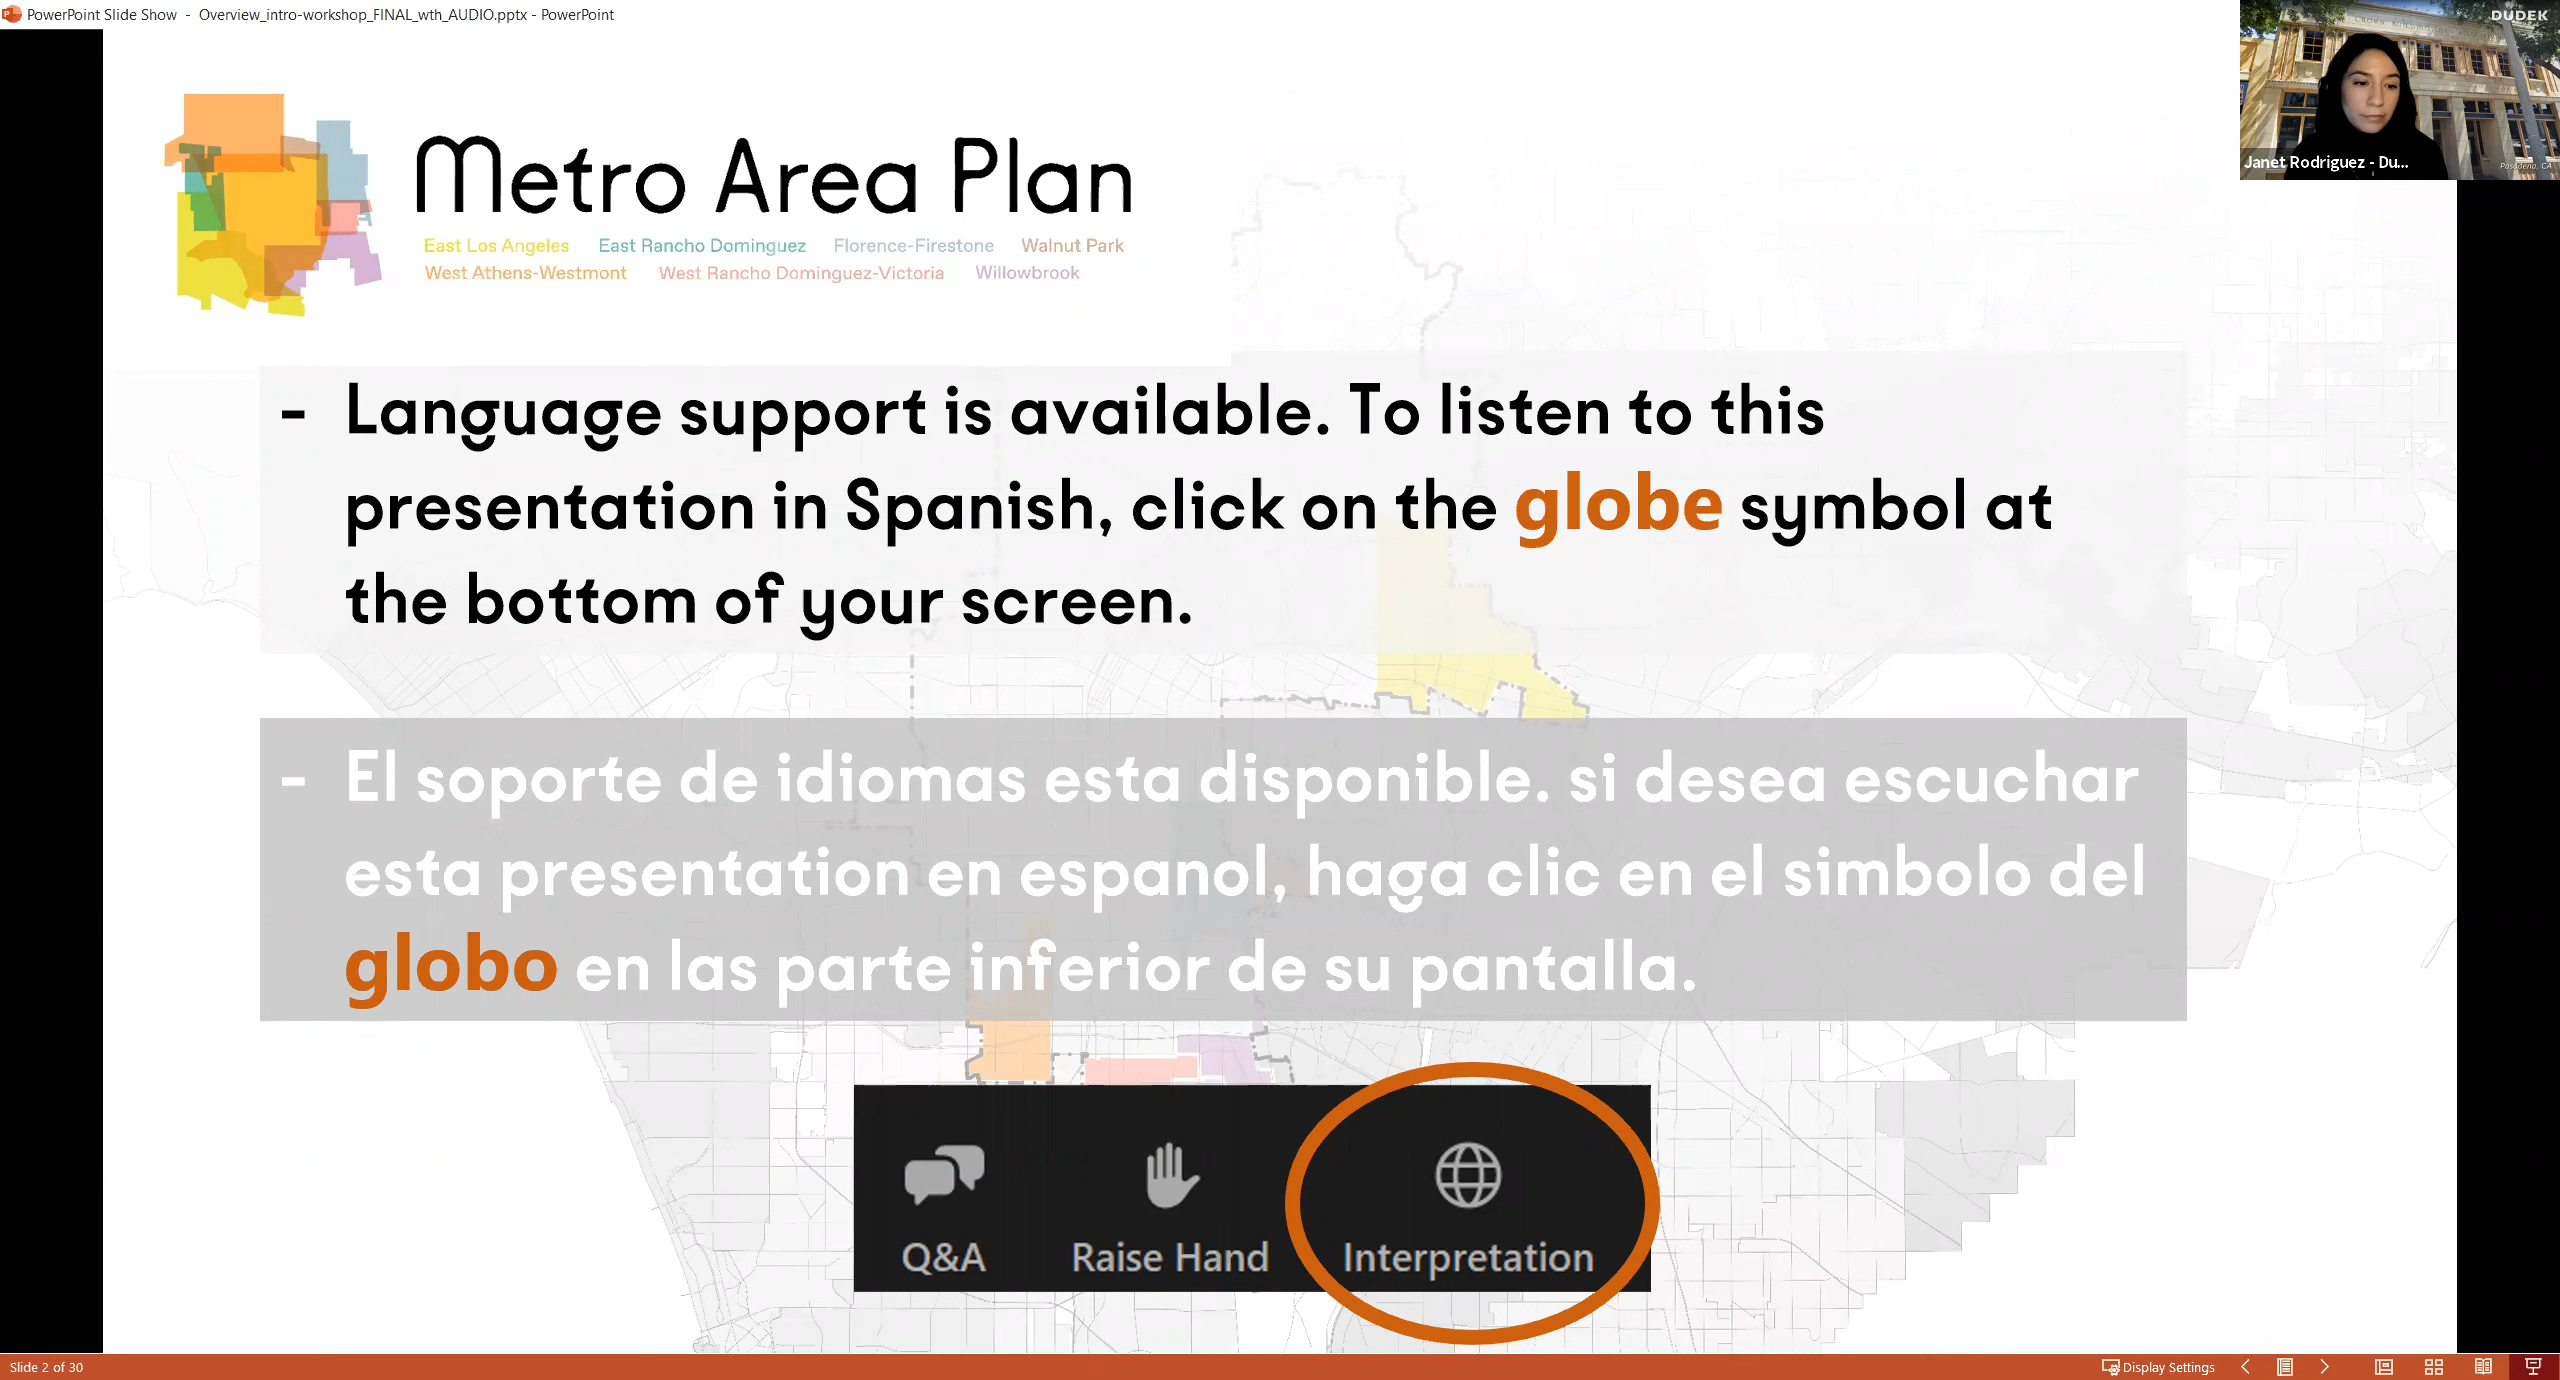 PowerPoint Slide Show - Overview_intro-workshop_FINAL_wth_AUDIO.pptx - PowerPoint
DUDEK
Janet Rodriguez - Du...
Pasadena, CA
Metro Area Plan
East Los Angeles East Rancho Dominguez Florence-Firestone Walnut Park
West Athens-Westmont West Rancho Dominguez-Victoria Willowbrook
- Language support is available. To listen to this
presentation in Spanish, click on the globe symbol at
the bottom of your screen.
- El soporte de idiomas esta disponible. si desea escuchar
esta presentation en espanol, haga clic en el simbolo del
globo en las parte inferior de su pantalla.
Q&A Raise Hand Interpretation
Slide 2 of 30
Display Settings